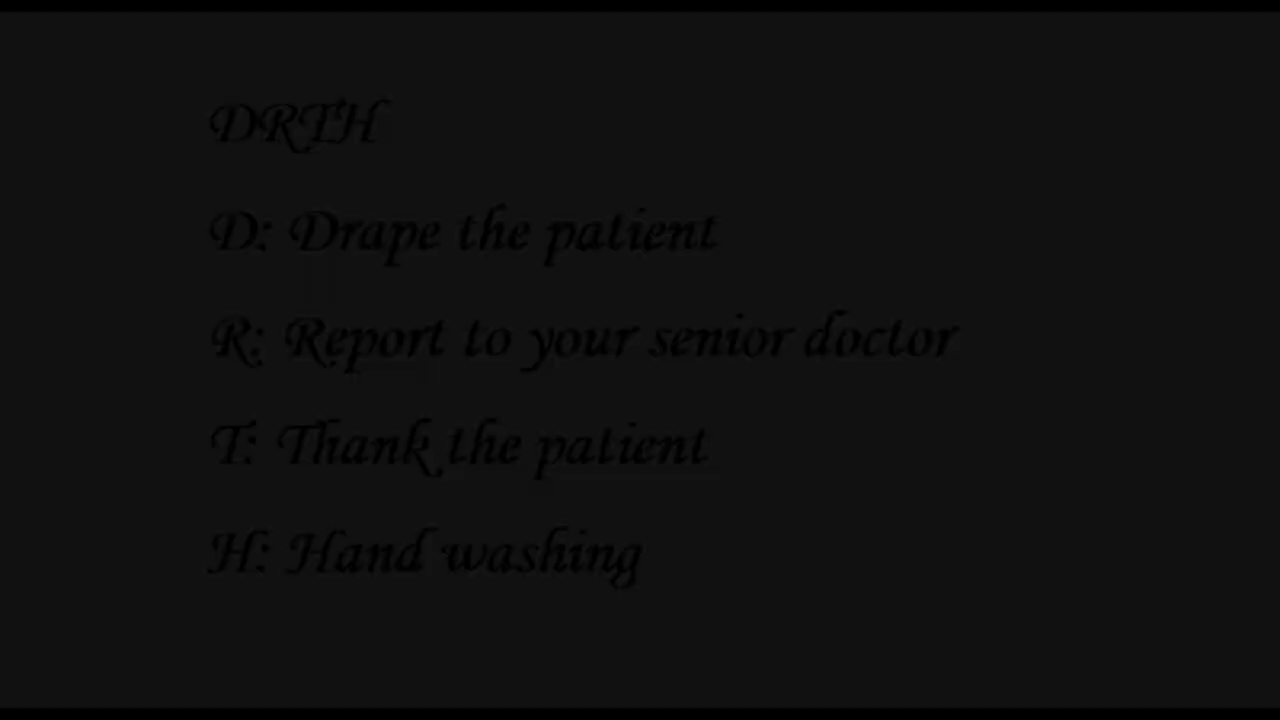 DRTH
D: Drape the patient
R: Report to your senior doctor
T: Thank the patient
H: Hand washing